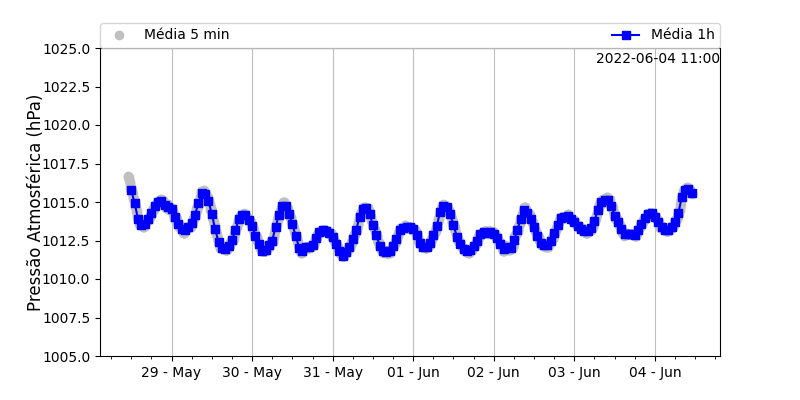 Média 5 min
Média 1h
2022-06-04 11:00
Pressão Atmosférica (hPa)
1025.0
1022.5
1020.0
1017.5
1015.0
1012.5
1010.0
1007.5
1005.0
29 - May
30 - May
31 - May
01 - Jun
02 - Jun
03 - Jun
04 - Jun